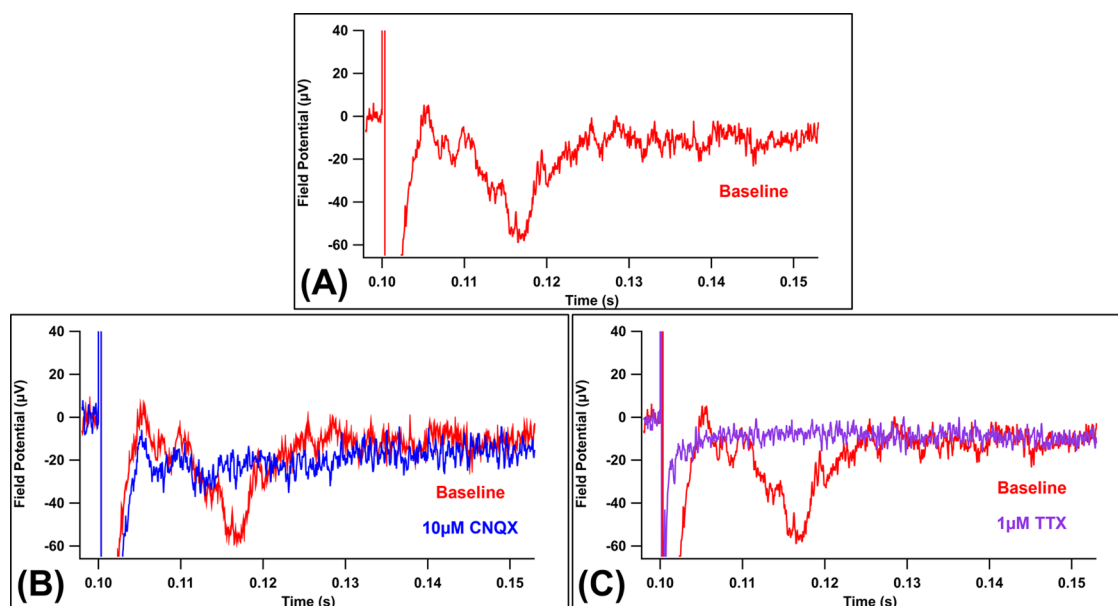 40
20
0
-20
-40
-60
Field Potential (µV)
Baseline
0.10 0.11 0.12 0.13 0.14 0.15
Time (s)
(A)
40
20
0
-20
-40
-60
Field Potential (µV)
Baseline
10µM CNQX
0.10 0.11 0.12 0.13 0.14 0.15
Time (s)
(B)
40
20
0
-20
-40
-60
Field Potential (µV)
Baseline
1µM TTX
0.10 0.11 0.12 0.13 0.14 0.15
Time (s)
(C)